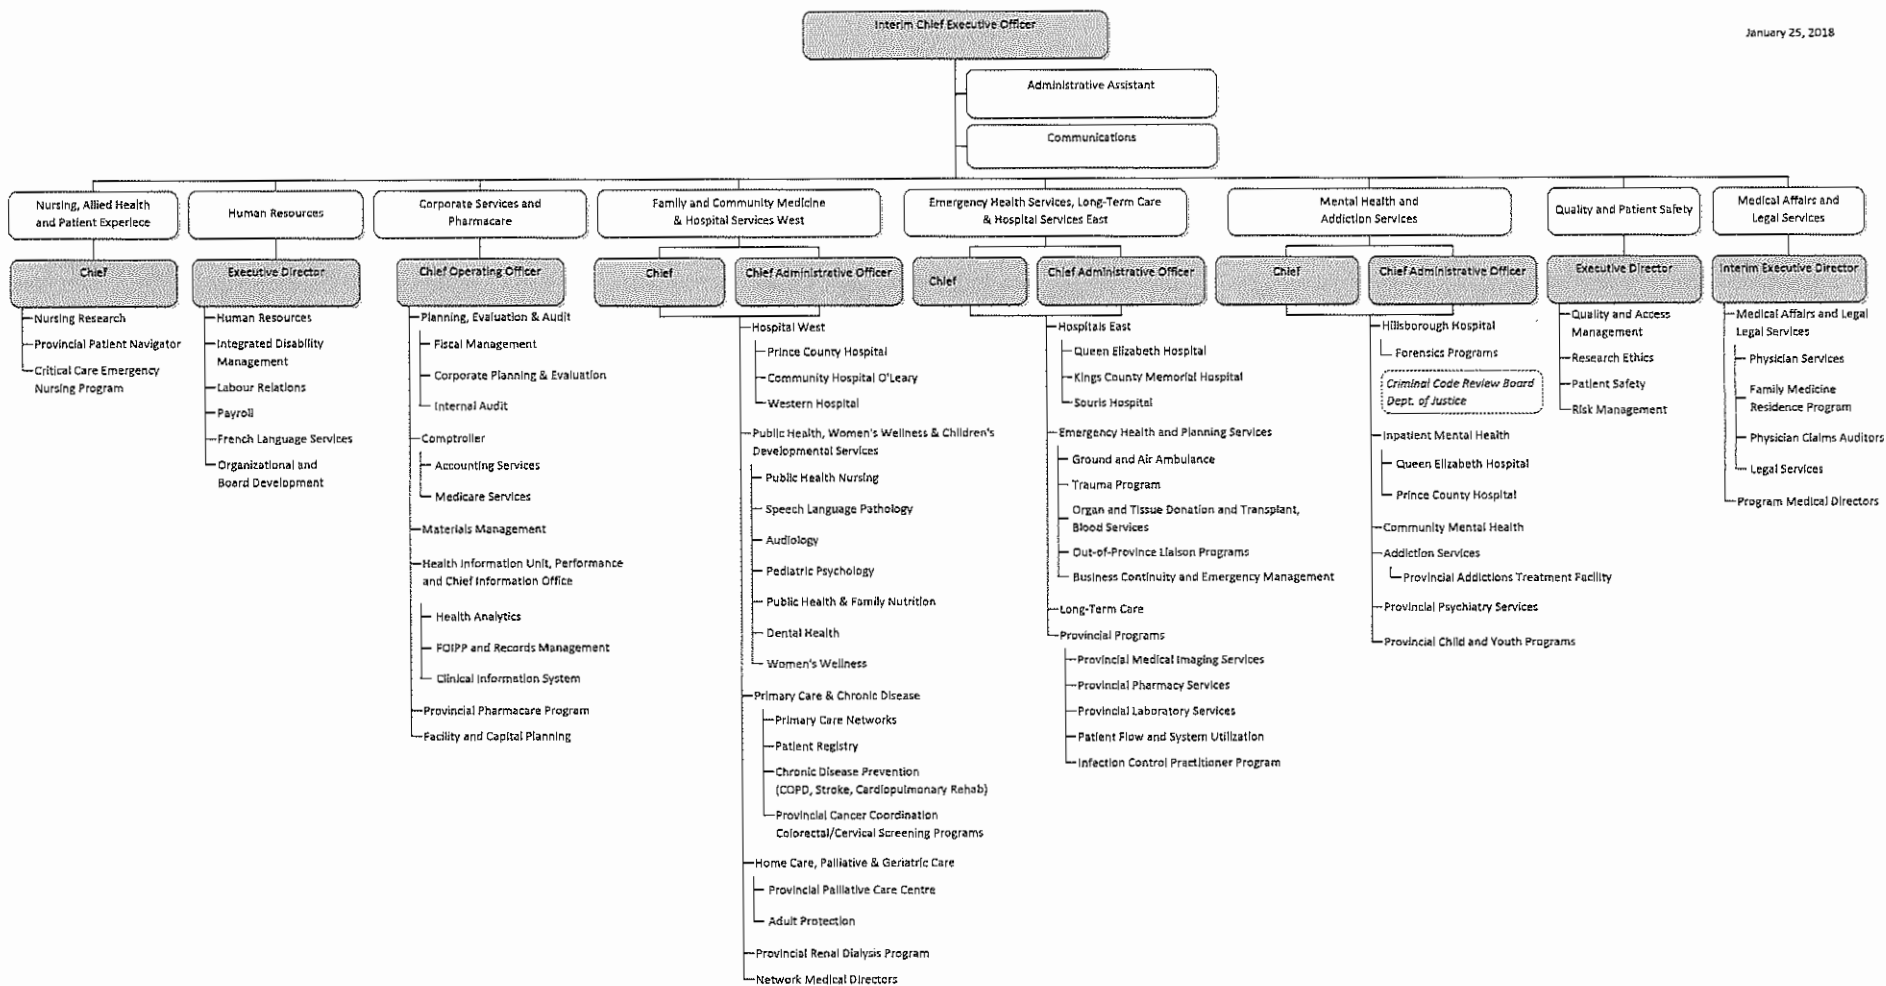 Interim Chief Executive Officer
January 25, 2018
Administrative Assistant
Communications
Nursing, Allied Health
and Patient Experiece
Chief
Nursing Research
Provincial Patient Navigator
Critical Care Emergency
Nursing Program
Human Resources
Executive Director
Human Resources
Integrated Disability
Management
Labour Relations
Payroll
French Language Services
Organizational and
Board Development
Corporate Services and
Pharmacare
Chief Operating Officer
Planning, Evaluation & Audit
Fiscal Management
Corporate Planning & Evaluation
Internal Audit
Comptroller
Accounting Services
Medicare Services
Materials Management
Health Information Unit, Performance
and Chief Information Office
Health Analytics
FOIPP and Records Management
Clinical Information System
Provincial Pharmacare Program
Facility and Capital Planning
Family and Community Medicine
& Hospital Services West
Chief
Chief Administrative Officer
Hospital West
Prince County Hospital
Community Hospital O'Leary
Western Hospital
Public Health, Women's Wellness & Children's
Developmental Services
Public Health Nursing
Speech Language Pathology
Audiology
Pediatric Psychology
Public Health & Family Nutrition
Dental Health
Women's Wellness
Primary Care & Chronic Disease
Primary Care Networks
Patient Registry
Chronic Disease Prevention
(COPD, Stroke, Cardiopulmonary Rehab)
Provincial Cancer Coordination
Colorectal/Cervical Screening Programs
Home Care, Palliative & Geriatric Care
Provincial Palliative Care Centre
Adult Protection
Provincial Renal Dialysis Program
Network Medical Directors
Emergency Health Services, Long-Term Care
& Hospital Services East
Chief
Chief Administrative Officer
Hospitals East
Queen Elizabeth Hospital
Kings County Memorial Hospital
Souris Hospital
Emergency Health and Planning Services
Ground and Air Ambulance
Trauma Program
Organ and Tissue Donation and Transplant,
Blood Services
Out-of-Province Liaison Programs
Business Continuity and Emergency Management
Long-Term Care
Provincial Programs
Provincial Medical Imaging Services
Provincial Pharmacy Services
Provincial Laboratory Services
Patient Flow and System Utilization
Infection Control Practitioner Program
Mental Health and
Addiction Services
Chief
Chief Administrative Officer
Hillsborough Hospital
Forensics Programs
Criminal Code Review Board
Dept. of Justice
Inpatient Mental Health
Queen Elizabeth Hospital
Prince County Hospital
Community Mental Health
Addiction Services
Provincial Addictions Treatment Facility
Provincial Psychiatry Services
Provincial Child and Youth Programs
Quality and Patient Safety
Executive Director
Quality and Access
Management
Research Ethics
Patient Safety
Risk Management
Medical Affairs and
Legal Services
Interim Executive Director
Medical Affairs and Legal
Legal Services
Physician Services
Family Medicine
Residence Program
Physician Claims Auditors
Legal Services
Program Medical Directors